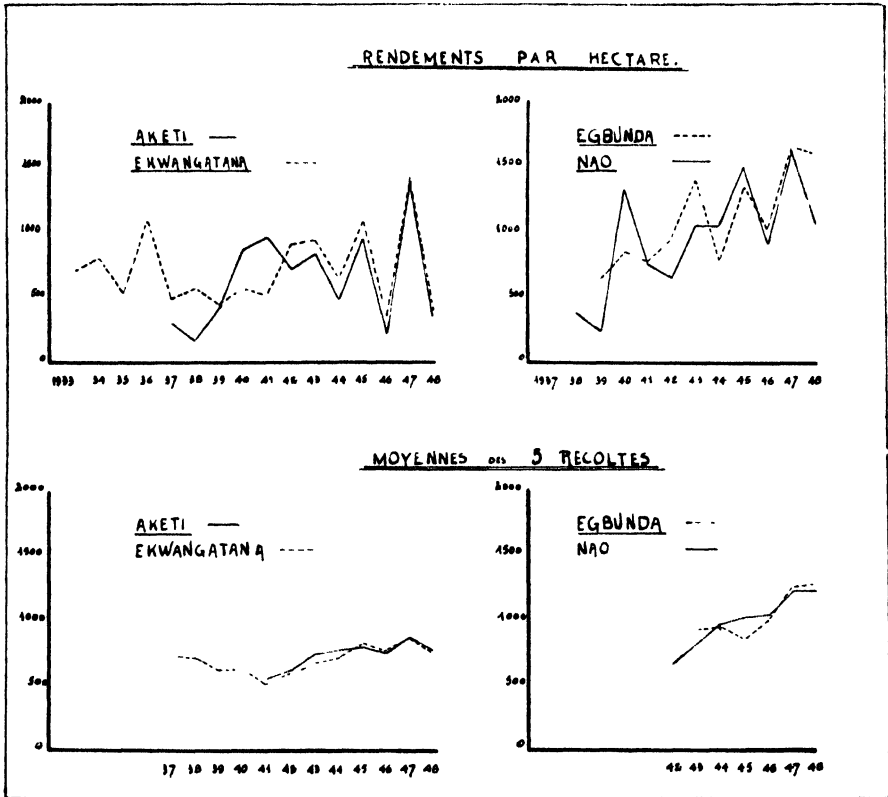 RENDEMENTS PAR HECTARE.
2000
1500
1000
500
0
AKETI
EKWANGATANA
1933 34 35 36 37 38 39 40 41 42 43 44 45 46 47 48
2000
1500
1000
500
0
EGBUNDA
NAO
1937 38 39 40 41 42 43 44 45 46 47 48
MOYENNES DES 5 RECOLTES
2000
1500
1000
500
0
AKETI
EKWANGATANA
37 38 39 40 41 42 43 44 45 46 47 48
2000
1500
1000
500
0
EGBUNDA
NAO
42 43 44 45 46 47 48